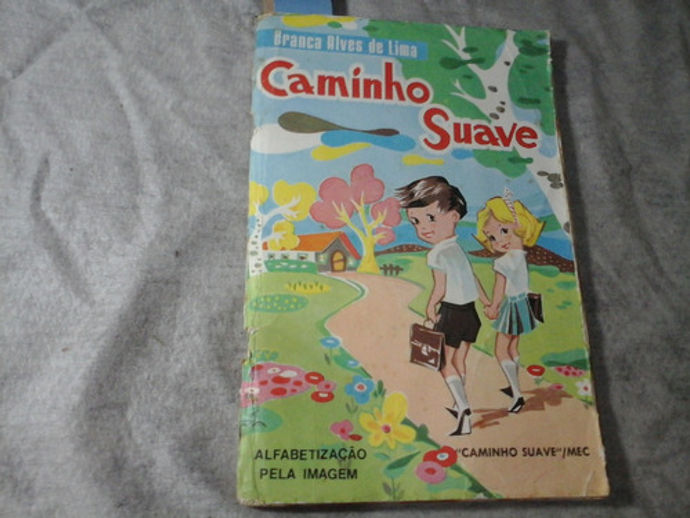 Branca Alves de Lima
Caminho
Suave
ALFABETIZAÇÃO
PELA IMAGEM
"CAMINHO SUAVE"/MEC